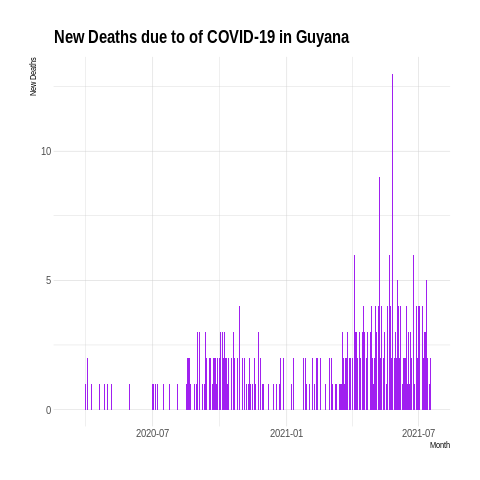 New Deaths due to of COVID-19 in Guyana
New Deaths
10
5
0
2020-07
2021-01
2021-07
Month